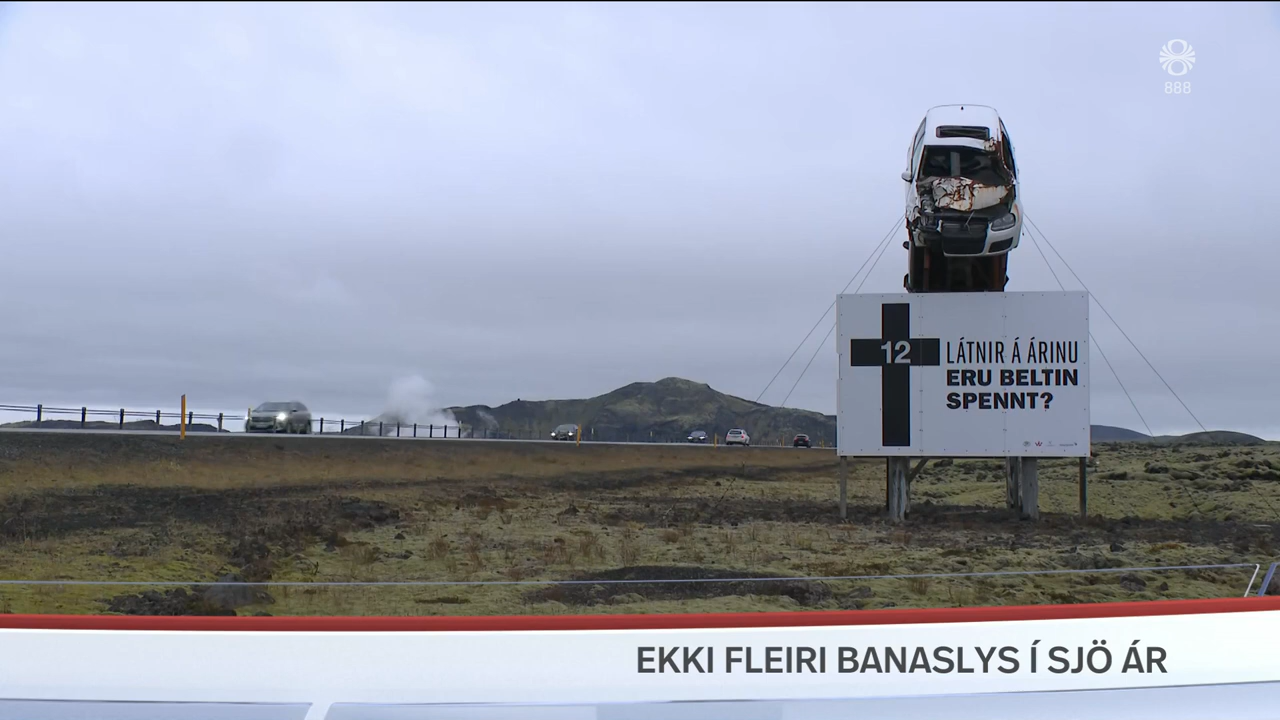 888
12
LÁTNIR Á ÁRINU
ERU BELTIN
SPENNT?
EKKI FLEIRI BANASLYS Í SJÖ ÁR